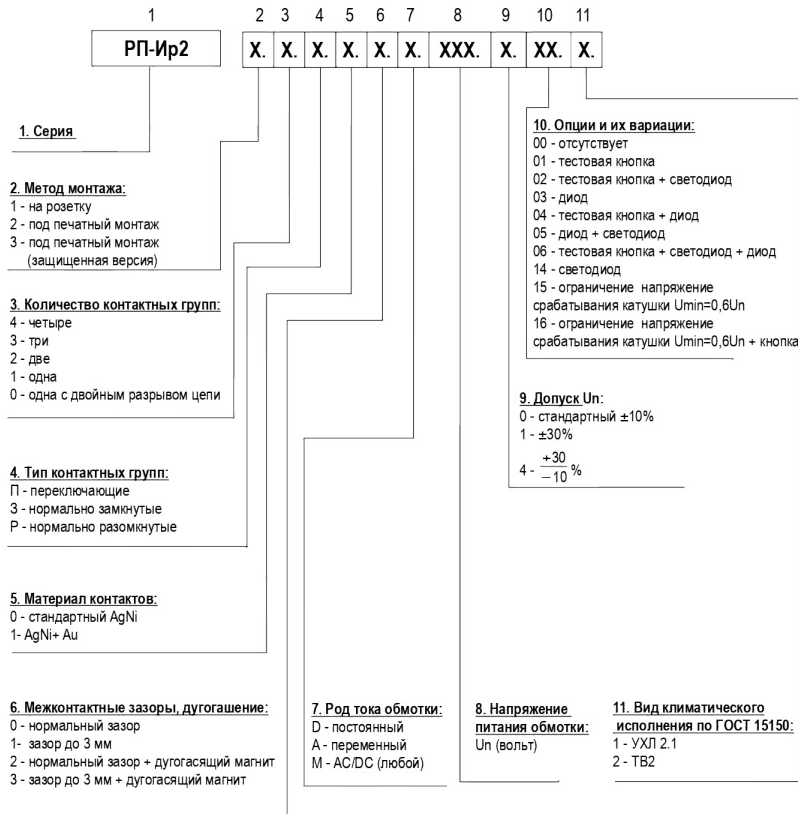 1 2 3 4 5 6 7 8 9 10 11
РП-Ир2 X. X. X. X. X. X. XXX. X. XX. X.
1. Серия
2. Метод монтажа:
1 - на розетку
2 - под печатный монтаж
3 - под печатный монтаж
(защищенная версия)
3. Количество контактных групп:
4 - четыре
3 - три
2 - две
1 - одна
0 - одна с двойным разрывом цепи
4. Тип контактных групп:
П - переключающие
З - нормально замкнутые
Р - нормально разомкнутые
5. Материал контактов:
0 - стандартный AgNi
1- AgNi+ Au
6. Межконтактные зазоры, дугогашение:
0 - нормальный зазор
1- зазор до 3 мм
2 - нормальный зазор + дугогасящий магнит
3 - зазор до 3 мм + дугогасящий магнит
7. Род тока обмотки:
D - постоянный
А - переменный
М - AC/DC (любой)
8. Напряжение
питания обмотки:
Un (вольт)
9. Допуск Un:
0 - стандартный ±10%
1 - ±30%
4 - +30/−10 %
10. Опции и их вариации:
00 - отсутствует
01 - тестовая кнопка
02 - тестовая кнопка + светодиод
03 - диод
04 - тестовая кнопка + диод
05 - диод + светодиод
06 - тестовая кнопка + светодиод + диод
14 - светодиод
15 - ограничение напряжение
срабатывания катушки Umin=0,6Un
16 - ограничение напряжение
срабатывания катушки Umin=0,6Un + кнопка
11. Вид климатического
исполнения по ГОСТ 15150:
1 - УХЛ 2.1
2 - ТВ2